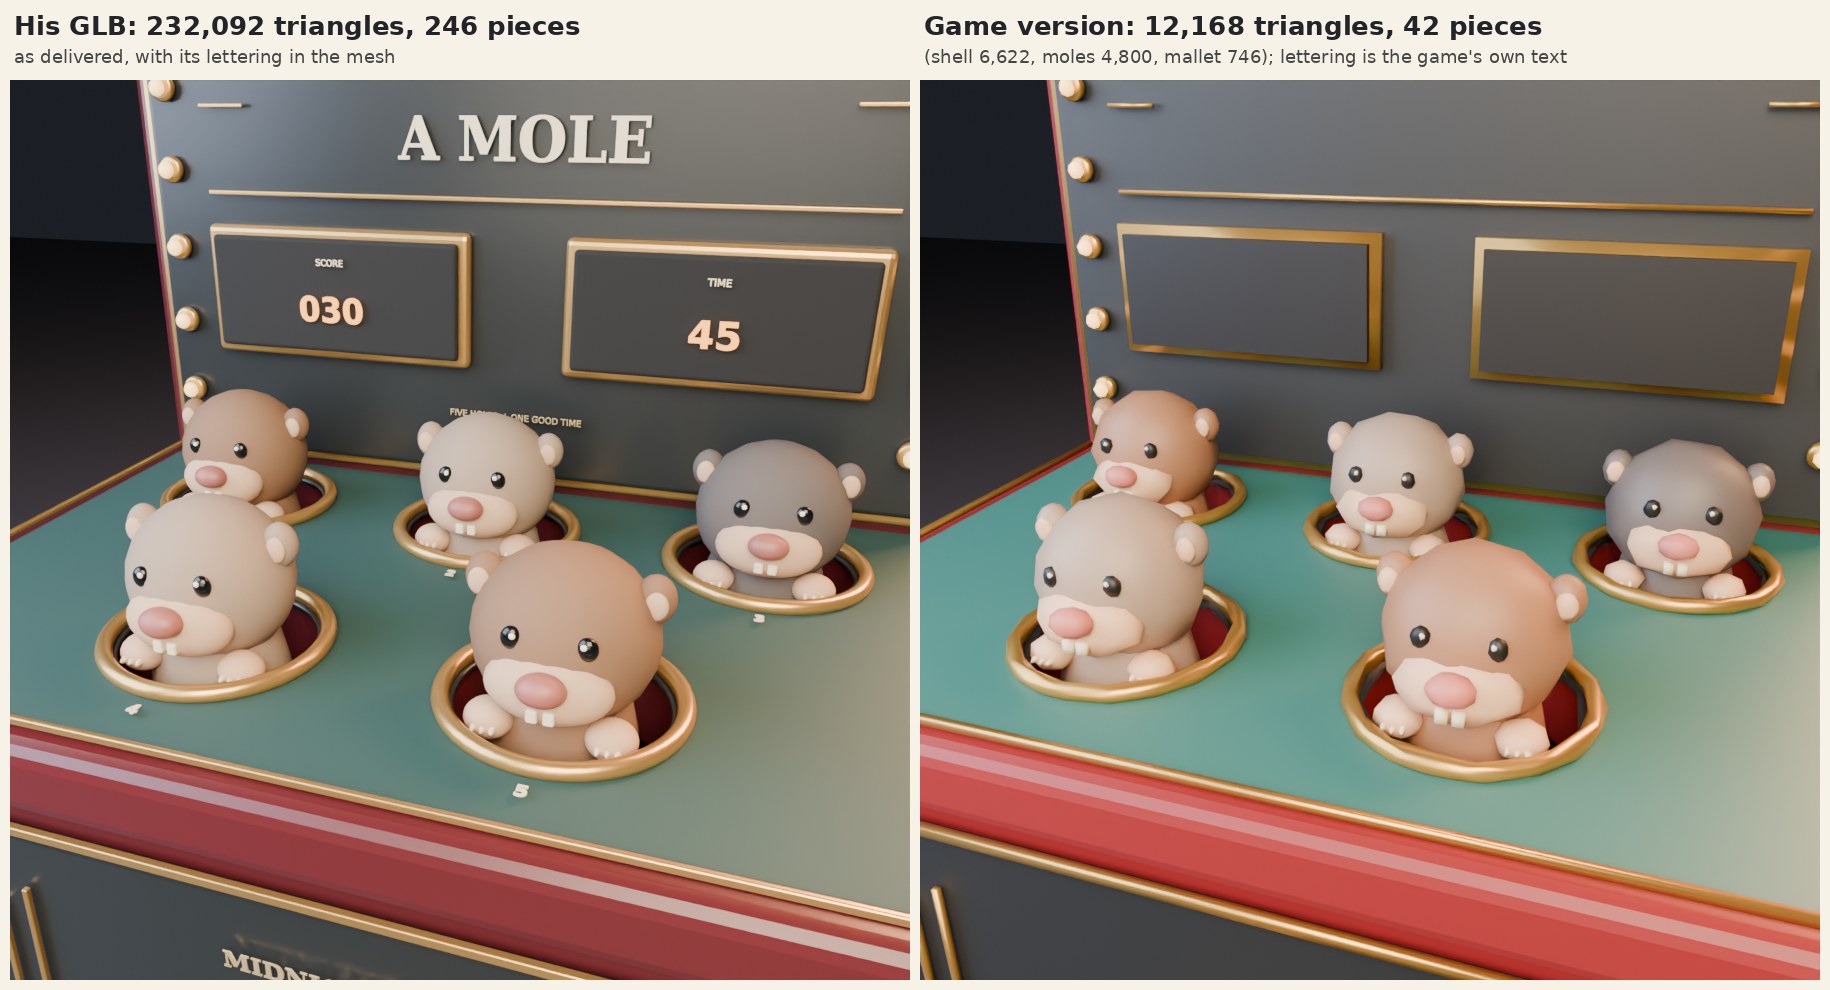 His GLB: 232,092 triangles, 246 pieces
as delivered, with its lettering in the mesh
Game version: 12,168 triangles, 42 pieces
(shell 6,622, moles 4,800, mallet 746); lettering is the game's own text
A MOLE
SCORE
030
TIME
45
FIVE ONE GOOD TIME
5